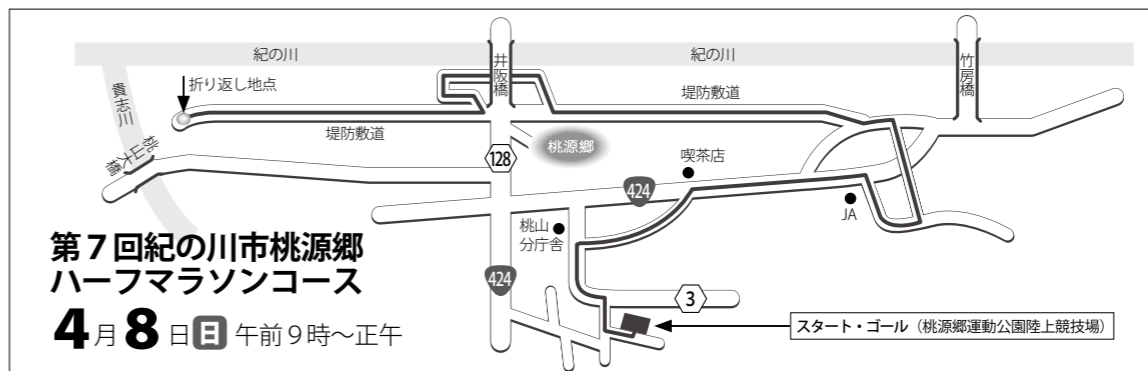 紀の川
紀の川
井阪橋
竹房橋
貴志川
折り返し地点
堤防敷道
堤防敷道
桃山大橋
桃源郷
128
喫茶店
424
JA
桃山
分庁舎
424
3
第7回紀の川市桃源郷
ハーフマラソンコース
4月8日日午前9時～正午
スタート・ゴール（桃源郷運動公園陸上競技場）